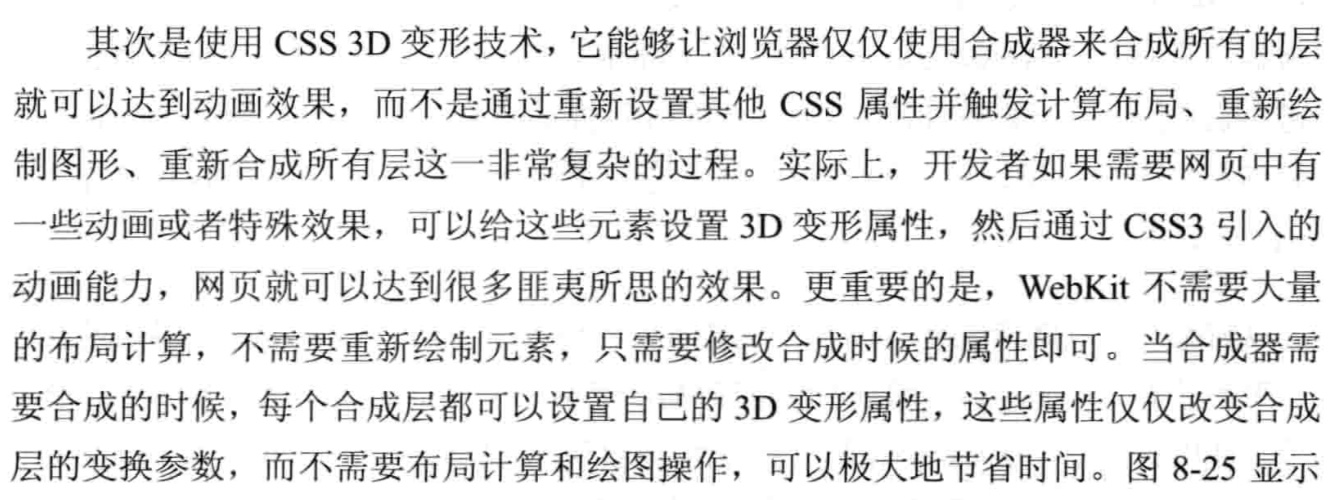 其次是使用 CSS 3D 变形技术，它能够让浏览器仅仅使用合成器来合成所有的层
就可以达到动画效果，而不是通过重新设置其他 CSS 属性并触发计算布局、重新绘
制图形、重新合成所有层这一非常复杂的过程。实际上，开发者如果需要网页中有
一些动画或者特殊效果，可以给这些元素设置 3D 变形属性，然后通过 CSS3 引入的
动画能力，网页就可以达到很多匪夷所思的效果。更重要的是，WebKit 不需要大量
的布局计算，不需要重新绘制元素，只需要修改合成时候的属性即可。当合成器需
要合成的时候，每个合成层都可以设置自己的 3D 变形属性，这些属性仅仅改变合成
层的变换参数，而不需要布局计算和绘图操作，可以极大地节省时间。图 8-25 显示